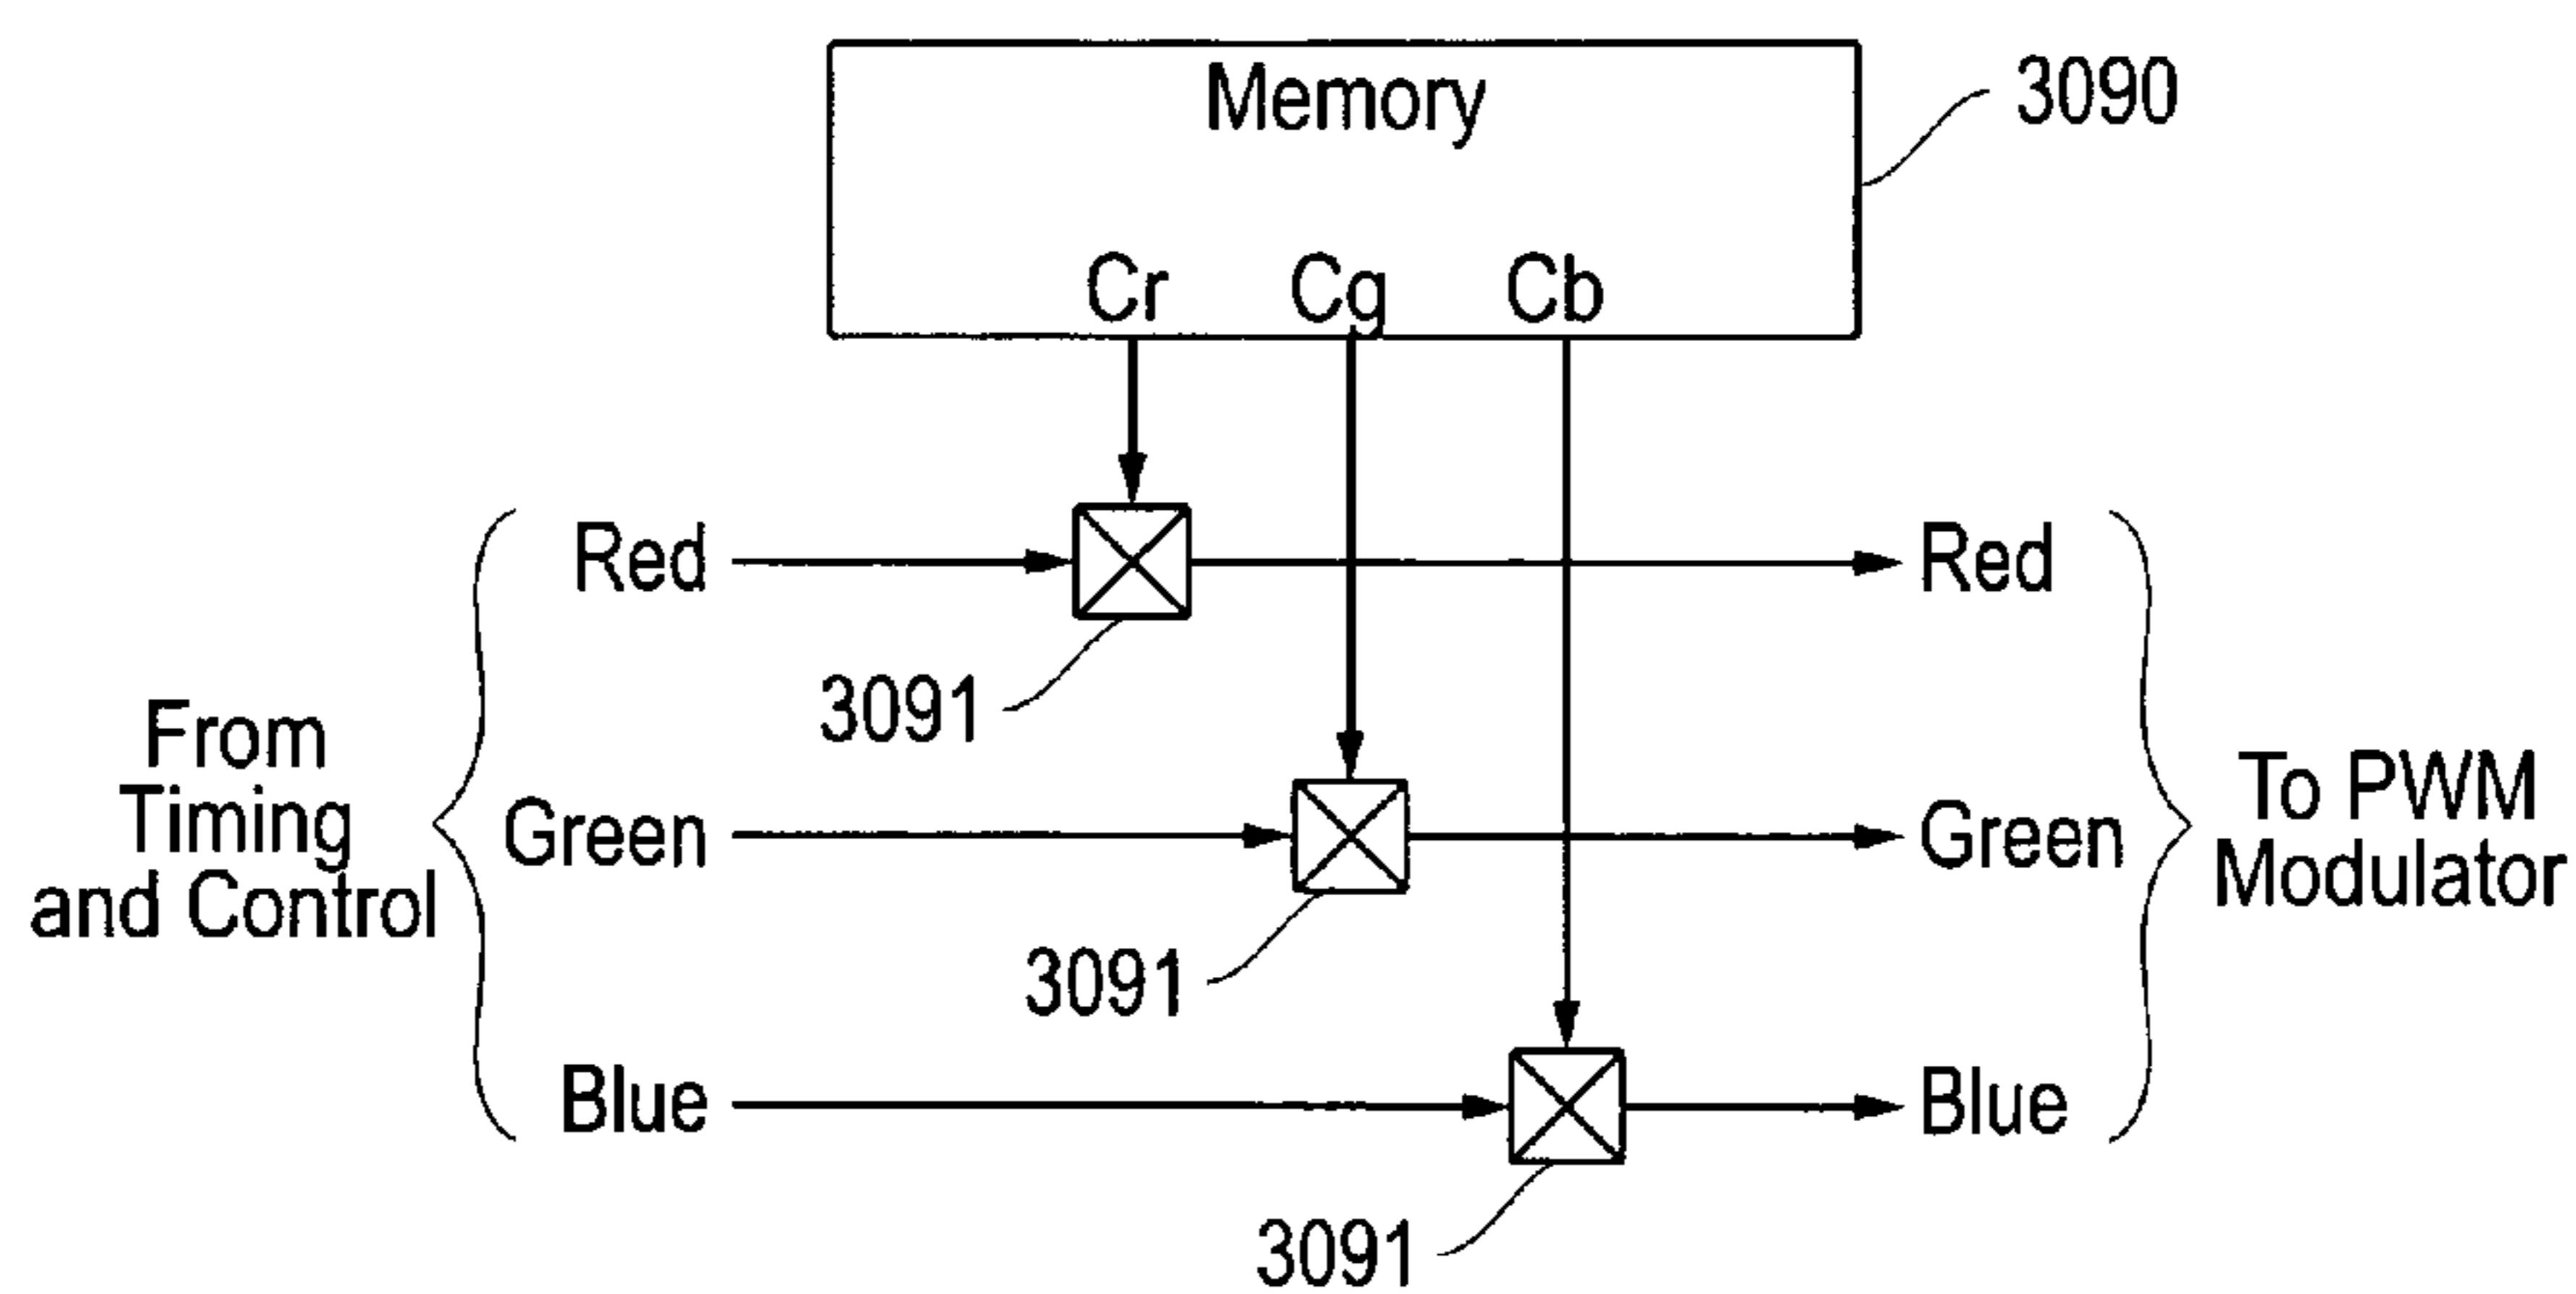 Memory
3090
Cr
Cg
Cb
Red
Red
3091
From
Timing
and Control
Green
Green
To PWM
Modulator
3091
Blue
Blue
3091